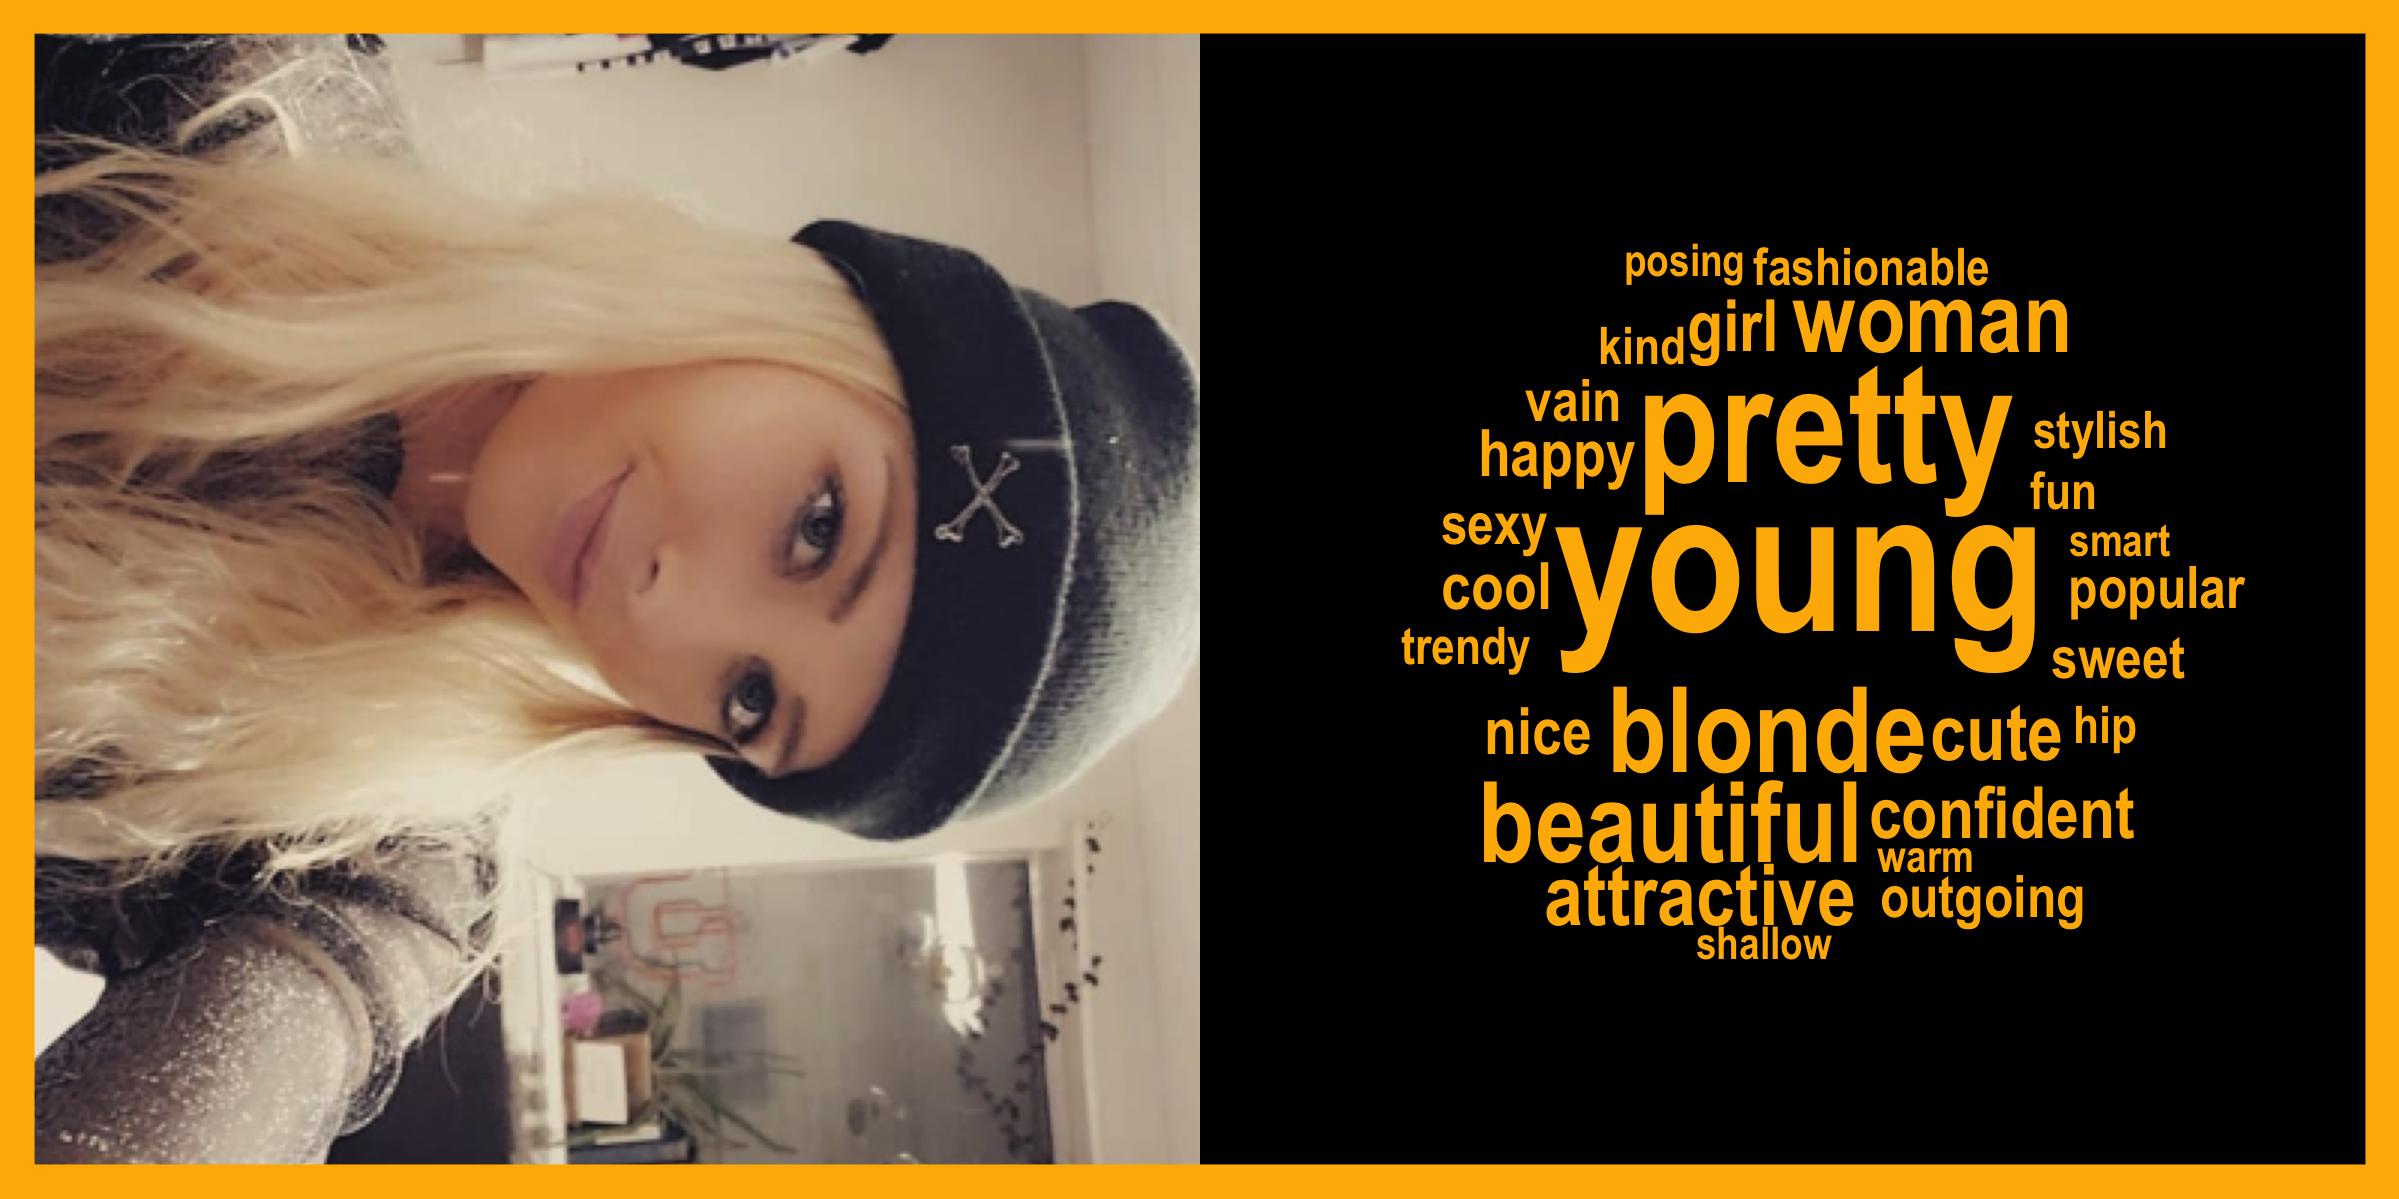 posing fashionable
kind girl woman
vain pretty stylish
happy fun
sexy young smart
cool popular
trendy sweet
nice blonde cute hip
beautiful confident
warm
attractive outgoing
shallow